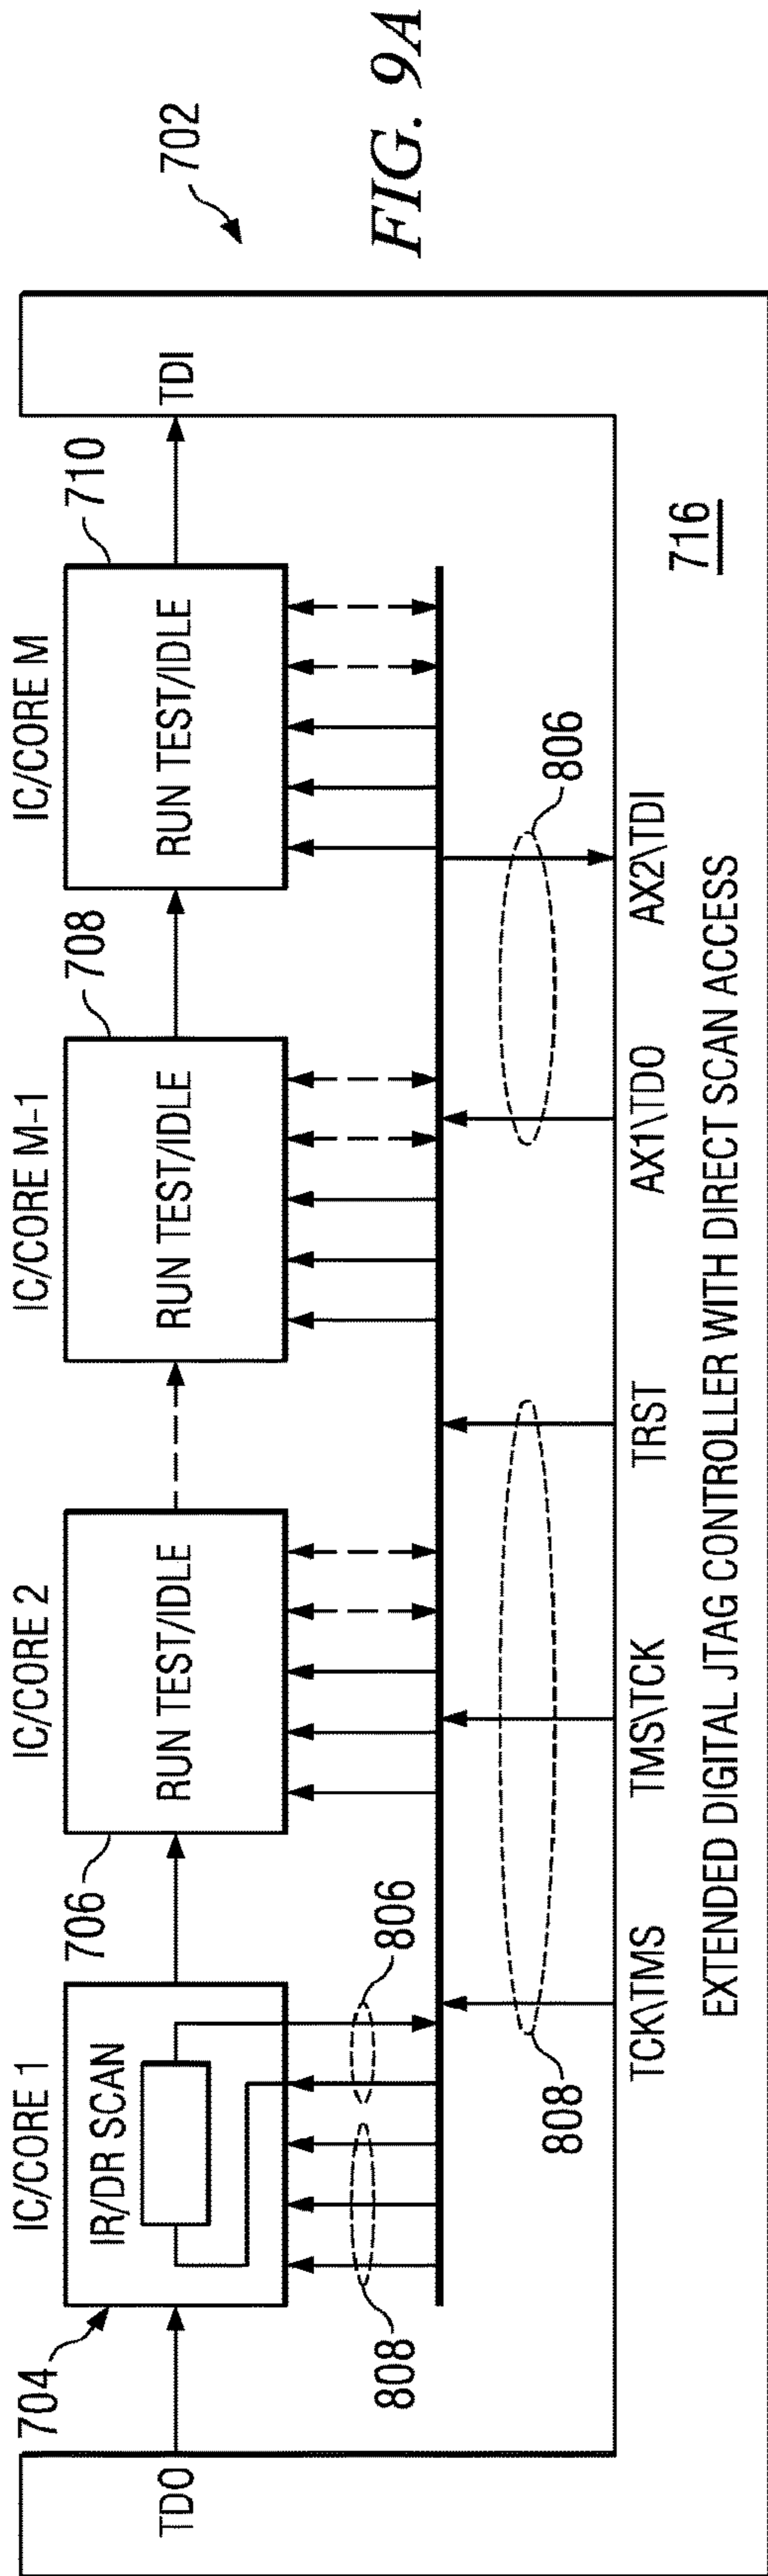 IC/CORE 1
IC/CORE 2
IC/CORE M-1
IC/CORE M
704
706
708
710
702
TDO
IR/DR SCAN
RUN TEST/IDLE
RUN TEST/IDLE
RUN TEST/IDLE
TDI
808
806
808
806
TCK\TMS
TMS\TCK
TRST
AX1\TDO
AX2\TDI
716
EXTENDED DIGITAL JTAG CONTROLLER WITH DIRECT SCAN ACCESS
FIG. 9A